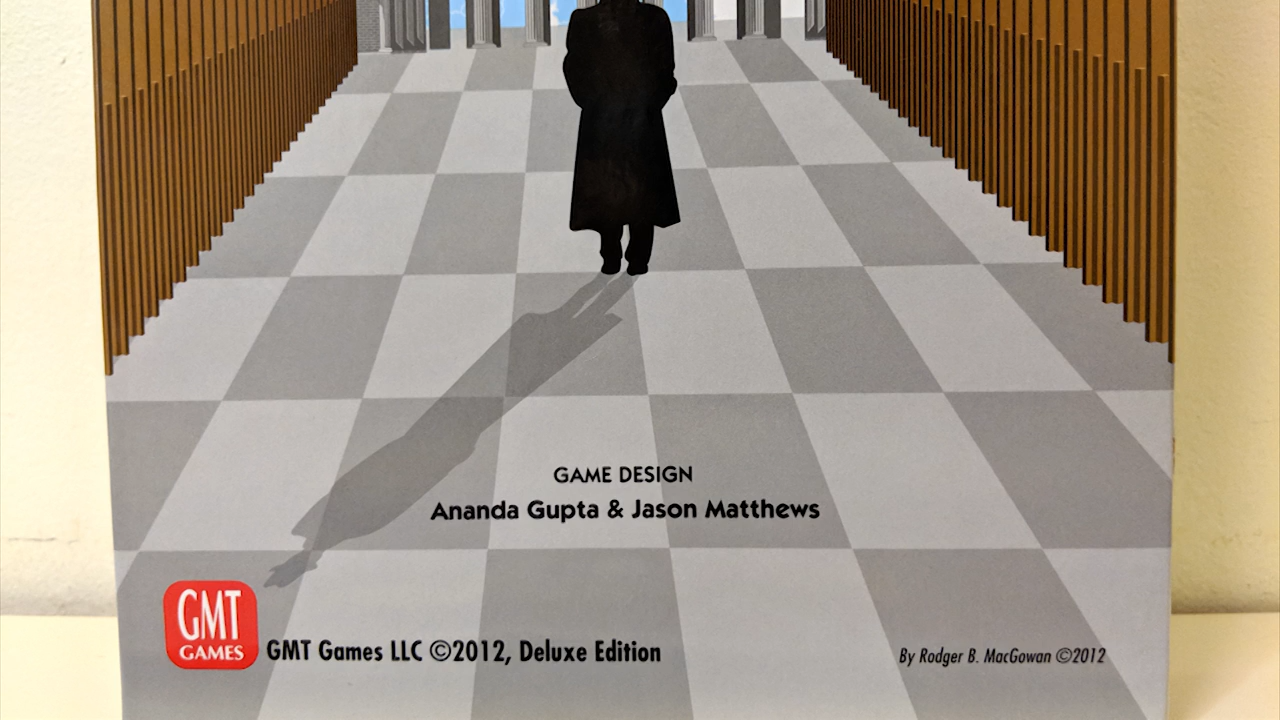 GAME DESIGN
Ananda Gupta & Jason Matthews
GMT
GAMES
GMT Games LLC ©2012, Deluxe Edition
By Rodger B. MacGowan ©2012